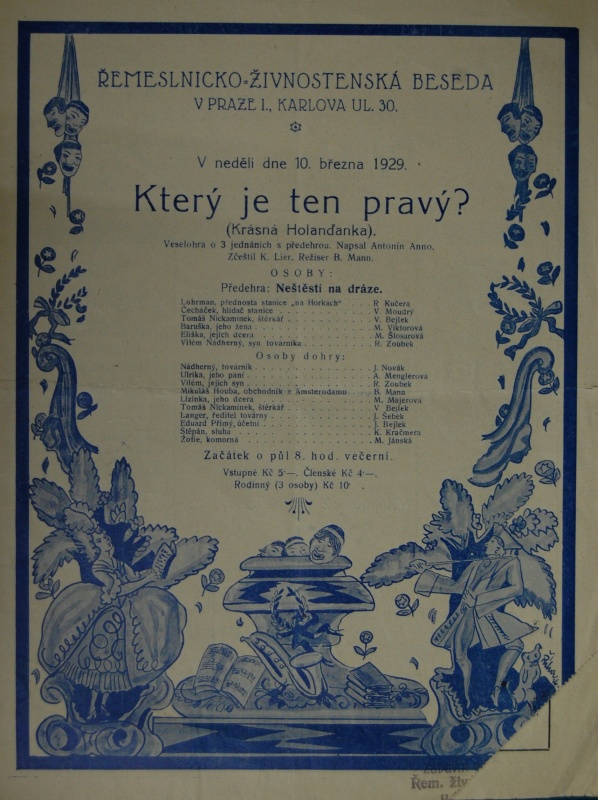 ŘEMESLNICKO-ŽIVNOSTENSKÁ BESEDA
V PRAZE I., KARLOVA UL. 30.
V neděli dne 10. března 1929.
Který je ten pravý?
(Krásná Holanďanka).
Veselohra o 3 jednáních s předehrou. Napsal Antonín Anno.
Zčeštil K. Lier. Režiser B. Mann.
OSOBY:
Předehra: Neštěstí na dráze.
Lohrman, přednosta stanice „na Horkách“ . . . R Kučera
Čecháček, hlídač stanice . . . V. Moudrý
Tomáš Nickamínek, štěrkář . . . V. Bejlek
Baruška, jeho žena . . . M. Viktorová
Eliška, jejich dcera . . . M. Šlosarová
Vilém Nádherný, syn továrníka . . . R. Zoubek
Osoby dohry:
Nádherný, továrník . . . J. Novák
Ulrika, jeho paní . . . A Menglerová
Vilém, jejich syn . . . R. Zoubek
Mikuláš Houba, obchodník z Amsterodamu . . . B. Mann
Lízinka, jeho dcera . . . M. Majerová
Tomáš Nickamínek, štěrkář . . . V. Bejlek
Langer, ředitel továrny . . . J. Šebek
Eduard Přímý, účetní . . . J. Bejlek
Štěpán, sluha . . . K. Kračmera
Žofie, komorná . . . M. Jánská
Začátek o půl 8. hod. večerní.
Vstupné Kč 5·—. Členské Kč 4·—.
Rodinný (3 osoby) Kč 10
Řem. živ